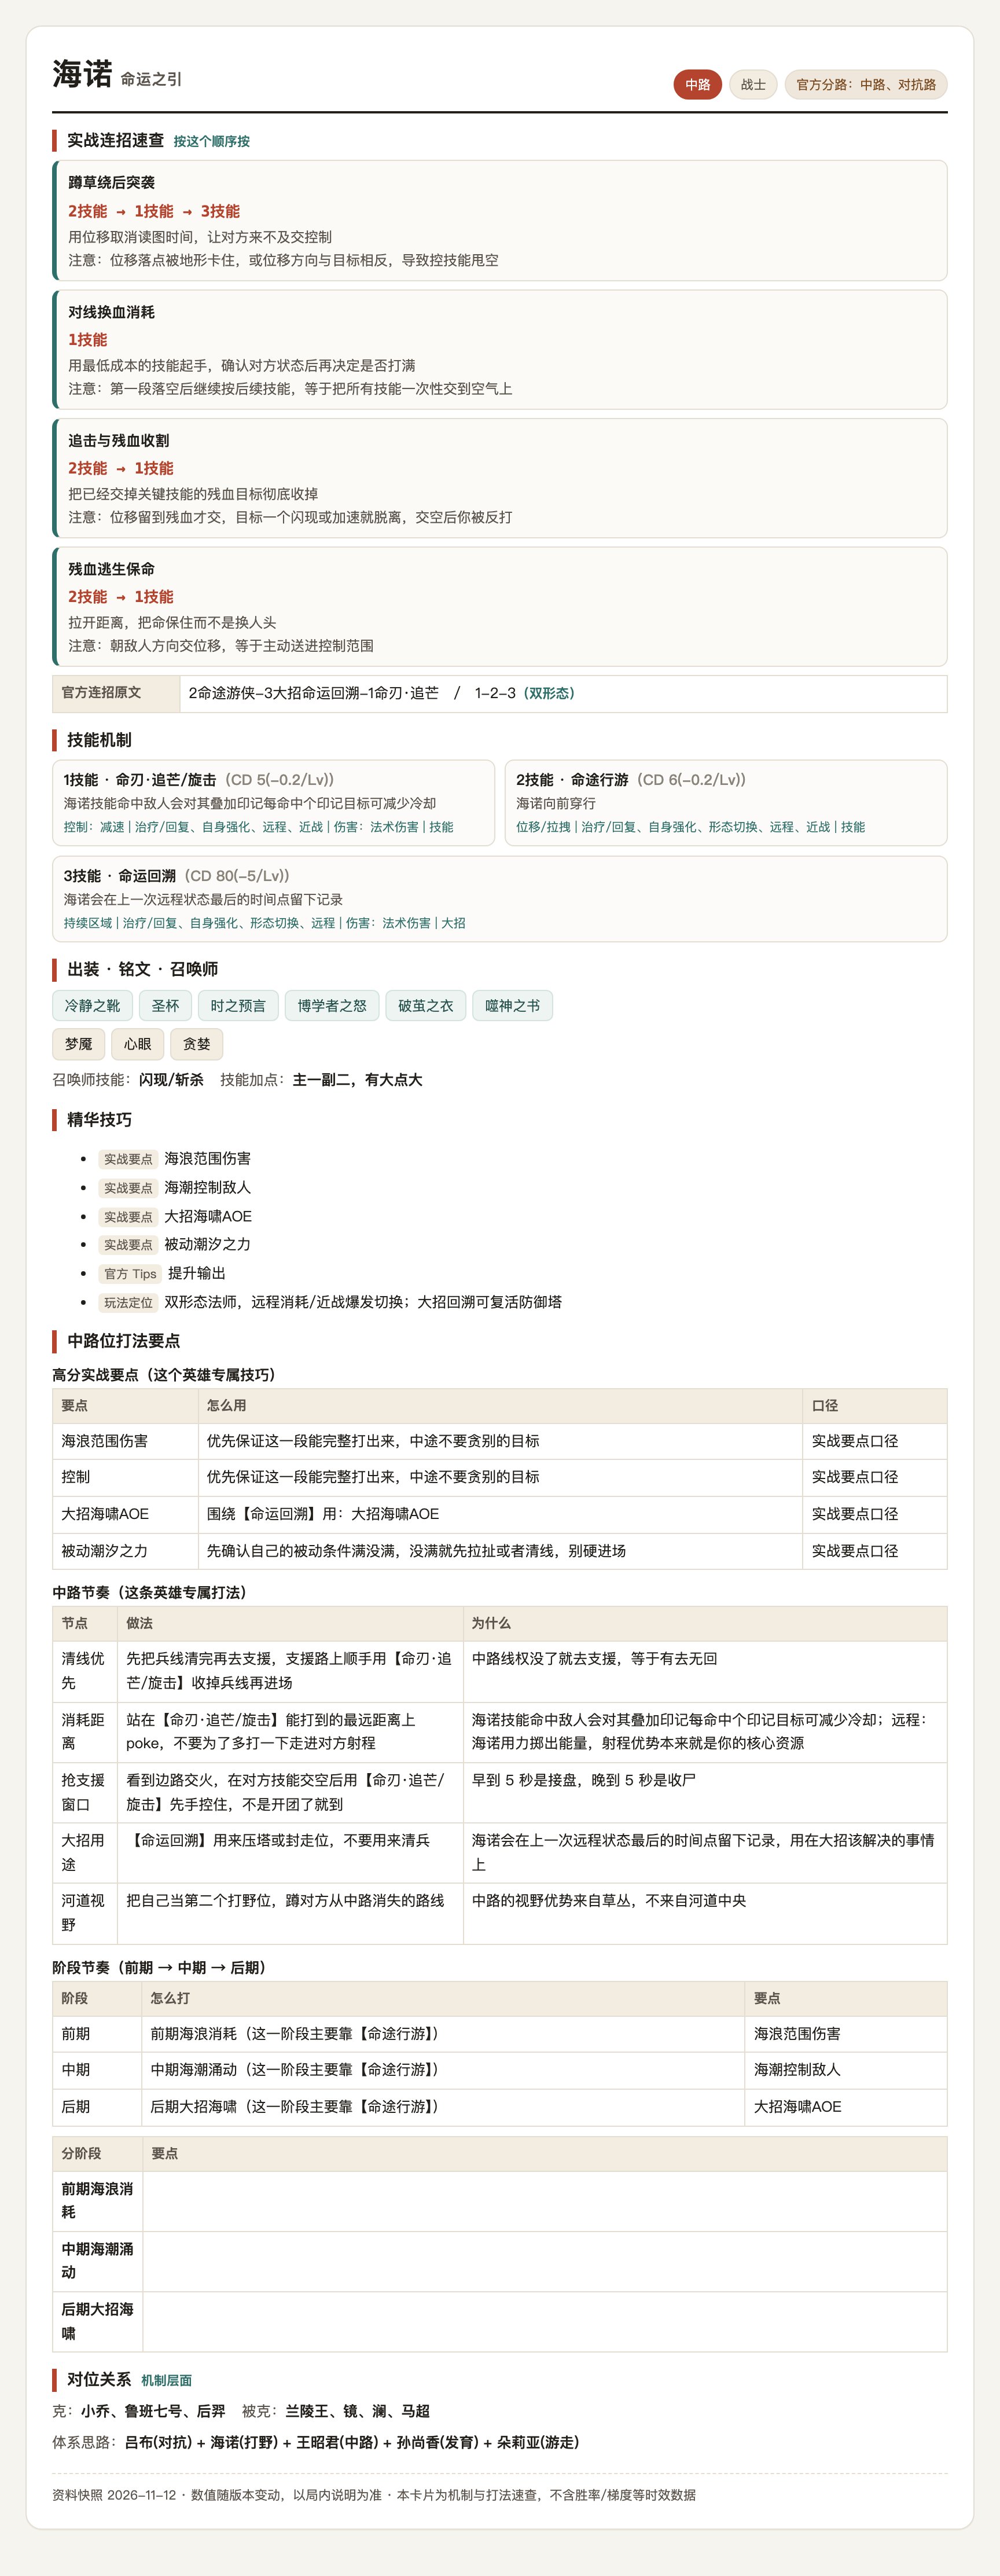 海诺 命运之引
中路 战士 官方分路：中路、对抗路
实战连招速查 按这个顺序按
蹲草绕后突袭
2技能 → 1技能 → 3技能
用位移取消读图时间，让对方来不及交控制
注意：位移落点被地形卡住，或位移方向与目标相反，导致控技能甩空
对线换血消耗
1技能
用最低成本的技能起手，确认对方状态后再决定是否打满
注意：第一段落空后继续按后续技能，等于把所有技能一次性交到空气上
追击与残血收割
2技能 → 1技能
把已经交掉关键技能的残血目标彻底收掉
注意：位移留到残血才交，目标一个闪现或加速就脱离，交空后你被反打
残血逃生保命
2技能 → 1技能
拉开距离，把命保住而不是换人头
注意：朝敌人方向交位移，等于主动送进控制范围
官方连招原文 2命途游侠-3大招命运回溯-1命刃·追芒 / 1-2-3（双形态）
技能机制
1技能 · 命刃·追芒/旋击（CD 5(-0.2/Lv)）
海诺技能命中敌人会对其叠加印记每命中个印记目标可减少冷却
控制：减速 | 治疗/回复、自身强化、远程、近战 | 伤害：法术伤害 | 技能
2技能 · 命途行游（CD 6(-0.2/Lv)）
海诺向前穿行
位移/拉拽 | 治疗/回复、自身强化、形态切换、远程、近战 | 技能
3技能 · 命运回溯（CD 80(-5/Lv)）
海诺会在上一次远程状态最后的时间点留下记录
持续区域 | 治疗/回复、自身强化、形态切换、远程 | 伤害：法术伤害 | 大招
出装 · 铭文 · 召唤师
冷静之靴 圣杯 时之预言 博学者之怒 破茧之衣 噬神之书
梦魇 心眼 贪婪
召唤师技能：闪现/斩杀 技能加点：主一副二，有大点大
精华技巧
• 实战要点 海浪范围伤害
• 实战要点 海潮控制敌人
• 实战要点 大招海啸AOE
• 实战要点 被动潮汐之力
• 官方 Tips 提升输出
• 玩法定位 双形态法师，远程消耗/近战爆发切换；大招回溯可复活防御塔
中路位打法要点
高分实战要点（这个英雄专属技巧）
要点 怎么用 口径
海浪范围伤害 优先保证这一段能完整打出来，中途不要贪别的目标 实战要点口径
控制 优先保证这一段能完整打出来，中途不要贪别的目标 实战要点口径
大招海啸AOE 围绕【命运回溯】用：大招海啸AOE 实战要点口径
被动潮汐之力 先确认自己的被动条件满没满，没满就先拉扯或者清线，别硬进场 实战要点口径
中路节奏（这条英雄专属打法）
节点 做法 为什么
清线优
先
先把兵线清完再去支援，支援路上顺手用【命刃·追
芒/旋击】收掉兵线再进场
中路线权没了就去支援，等于有去无回
消耗距
离
站在【命刃·追芒/旋击】能打到的最远距离上
poke，不要为了多打一下走进对方射程
海诺技能命中敌人会对其叠加印记每命中个印记目标可减少冷却；远程：
海诺用力掷出能量，射程优势本来就是你的核心资源
抢支援
窗口
看到边路交火，在对方技能交空后用【命刃·追芒/
旋击】先手控住，不是开团了就到
早到 5 秒是接盘，晚到 5 秒是收尸
大招用
途
【命运回溯】用来压塔或封走位，不要用来清兵
海诺会在上一次远程状态最后的时间点留下记录，用在大招该解决的事情
上
河道视
野
把自己当第二个打野位，蹲对方从中路消失的路线
中路的视野优势来自草丛，不来自河道中央
阶段节奏（前期 → 中期 → 后期）
阶段 怎么打 要点
前期 前期海浪消耗（这一阶段主要靠【命途行游】） 海浪范围伤害
中期 中期海潮涌动（这一阶段主要靠【命途行游】） 海潮控制敌人
后期 后期大招海啸（这一阶段主要靠【命途行游】） 大招海啸AOE
分阶段 要点
前期海浪消
耗
中期海潮涌
动
后期大招海
啸
对位关系 机制层面
克：小乔、鲁班七号、后羿 被克：兰陵王、镜、澜、马超
体系思路：吕布(对抗) + 海诺(打野) + 王昭君(中路) + 孙尚香(发育) + 朵莉亚(游走)
资料快照 2026-11-12 · 数值随版本变动，以局内说明为准 · 本卡片为机制与打法速查，不含胜率/梯度等时效数据